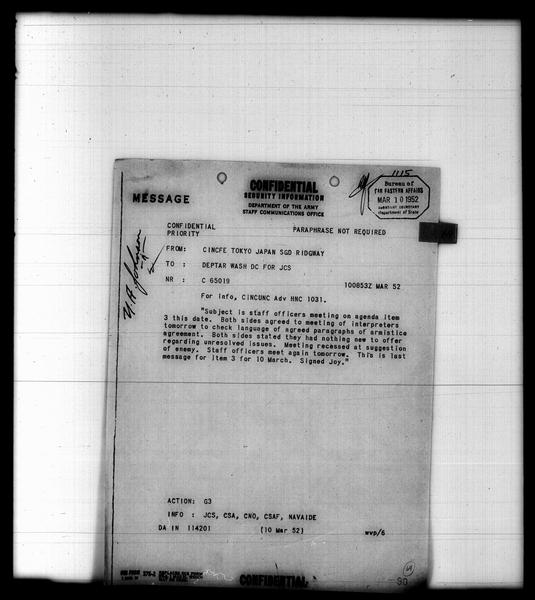 1115
CONFIDENTIAL
SECURITY INFORMATION
DEPARTMENT OF THE ARMY
STAFF COMMUNICATIONS OFFICE
MESSAGE
Bureau of
FAR EASTERN AFFAIRS
MAR 10 1952
Department of State
CONFIDENTIAL
PRIORITY
PARAPHRASE NOT REQUIRED
FROM: CINCFE TOKYO JAPAN SGD RIDGWAY
TO : DEPTAR WASH DC FOR JCS
NR : C 65019 100853Z MAR 52
For Info, CINCUNC Adv HNC 1031.
"Subject is staff officers meeting on agenda item
3 this date. Both sides agreed to meeting of interpreters
tomorrow to check language of agreed paragraphs of armistice
agreement. Both sides stated they had nothing new to offer
regarding unresolved issues. Meeting recessed at suggestion
of enemy. Staff officers meet again tomorrow. This is last
message for item 3 for 10 March. Signed Joy."
ACTION: G3
INFO : JCS, CSA, CNO, CSAF, NAVAIDE
DA IN 114201 (10 Mar 52) wvp/6
CONFIDENTIAL